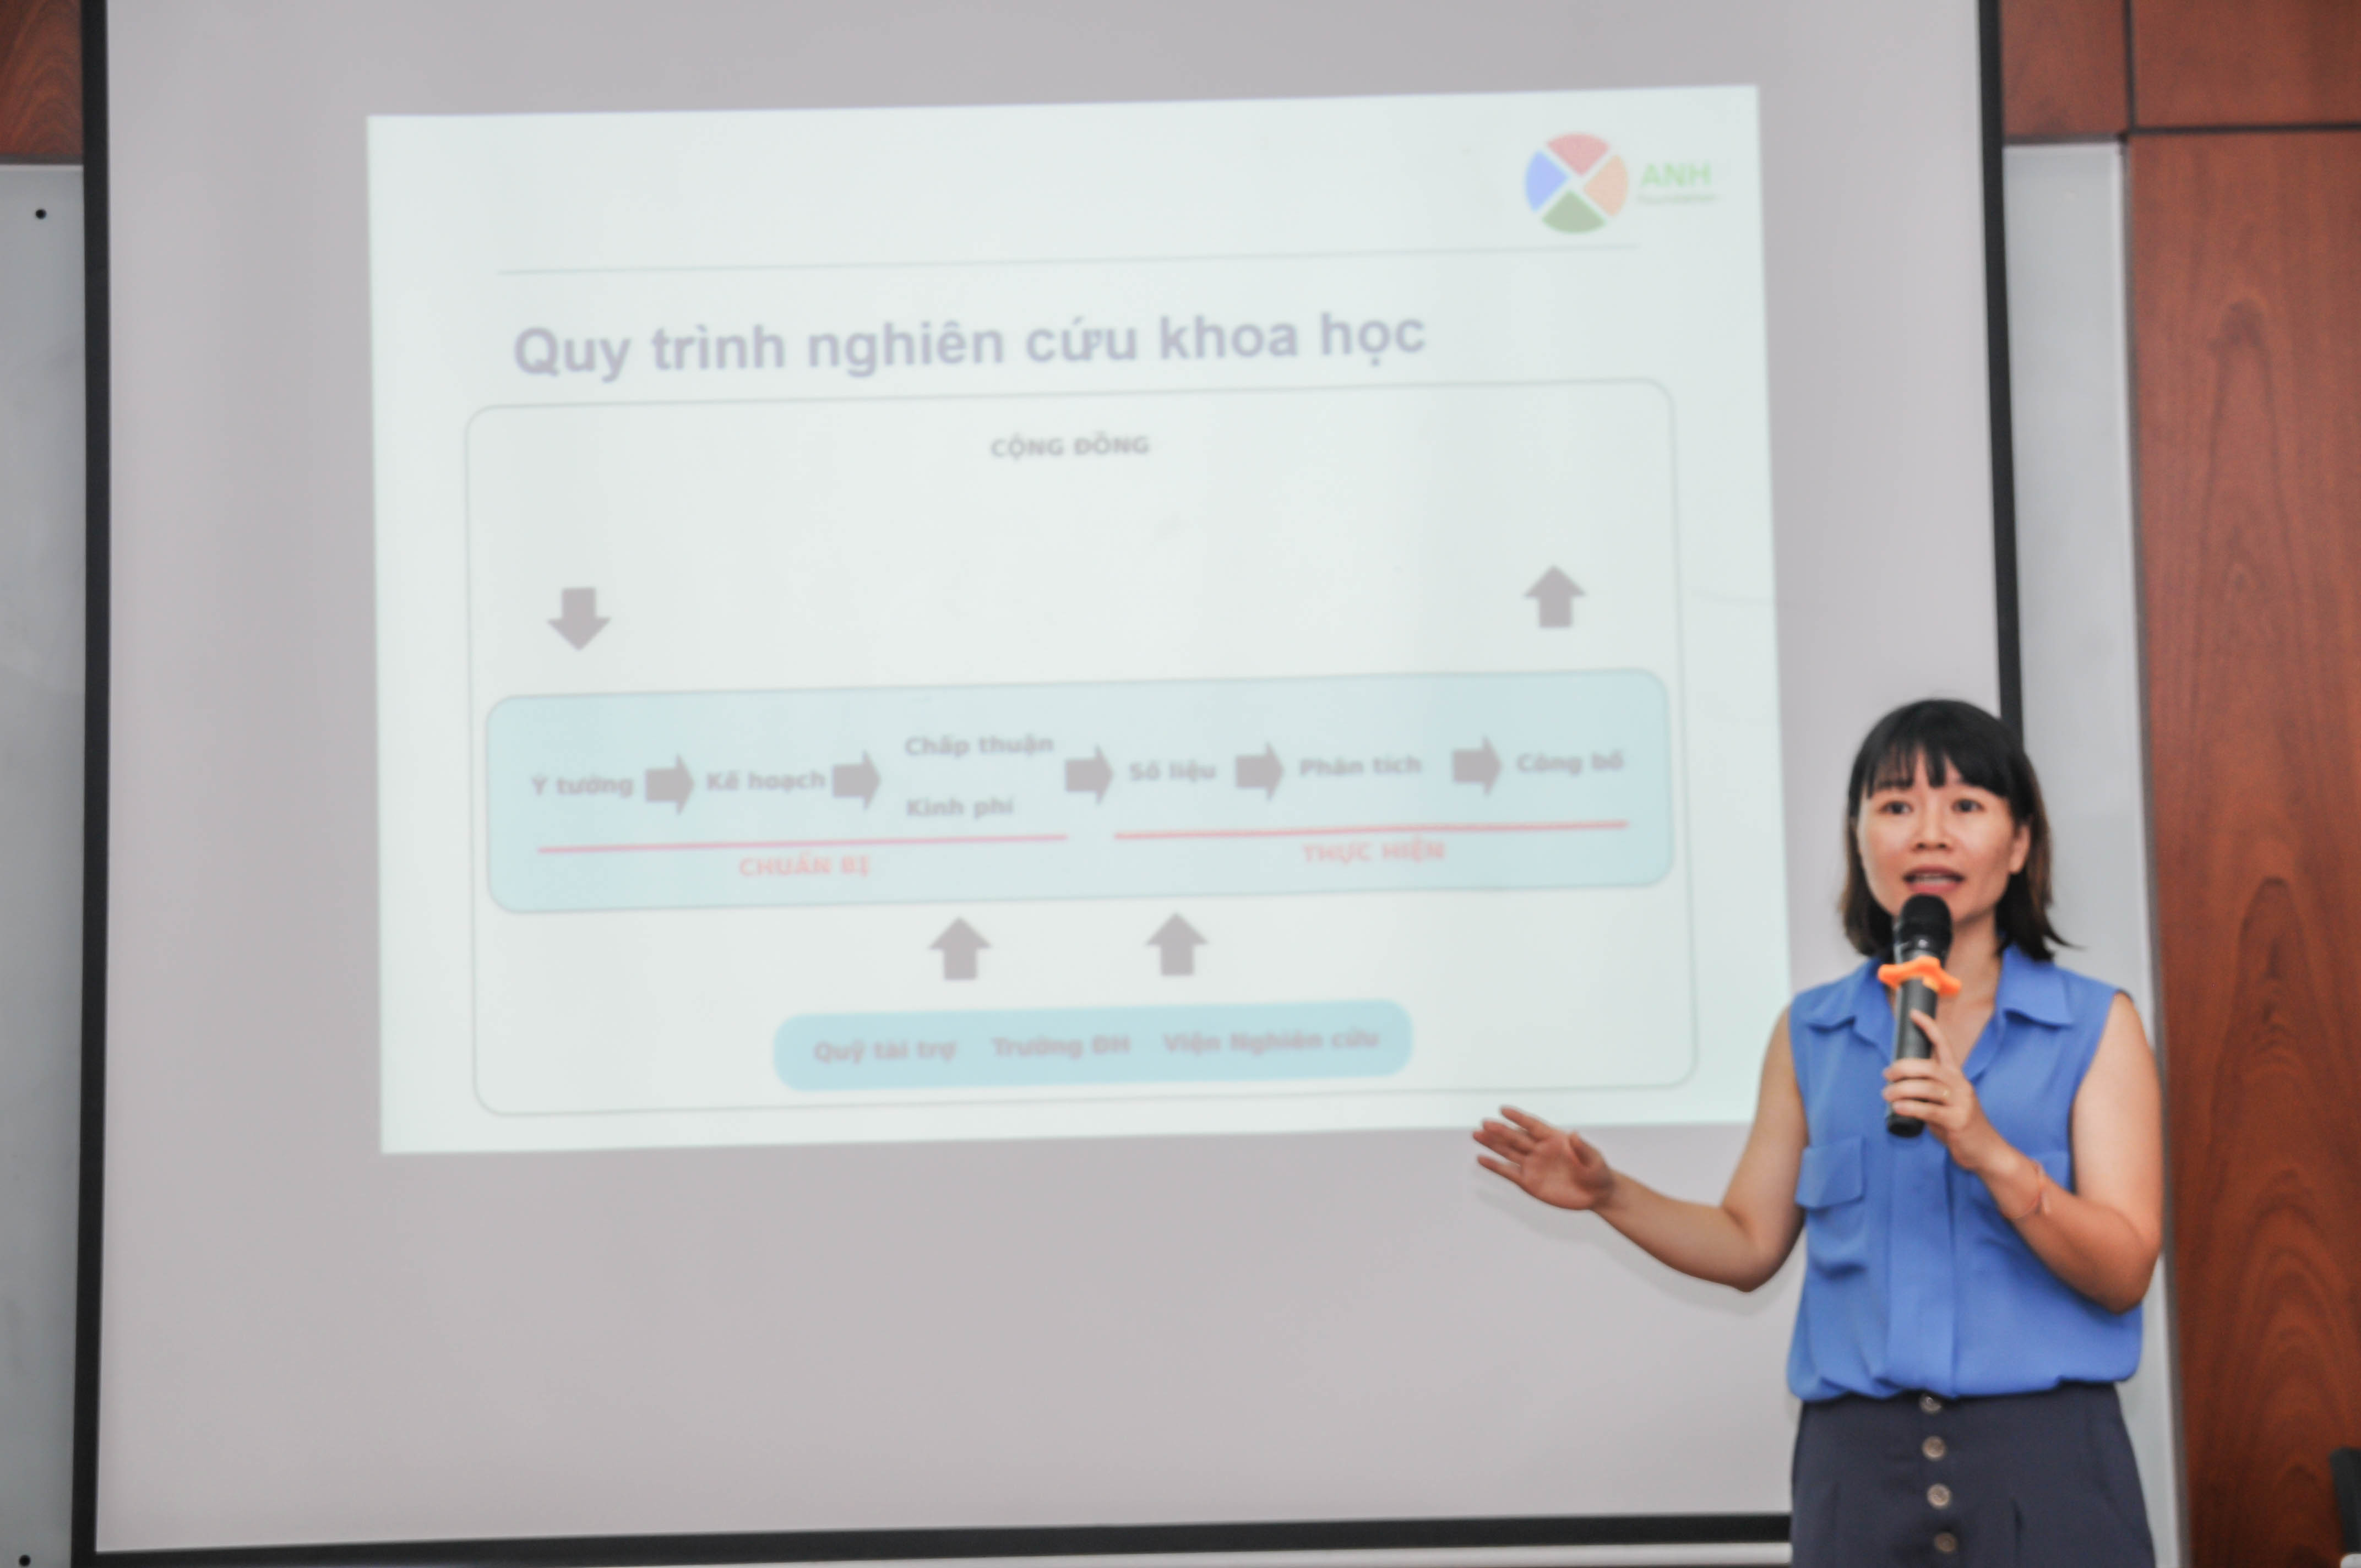 ANH
Quy trình nghiên cứu khoa học
CỘNG ĐỒNG
Chấp thuận
Ý tưởng Kế hoạch Số liệu Phân tích Công bố
Kinh phí
CHUẨN BỊ THỰC HIỆN
Quỹ tài trợ Trường ĐH Viện Nghiên cứu